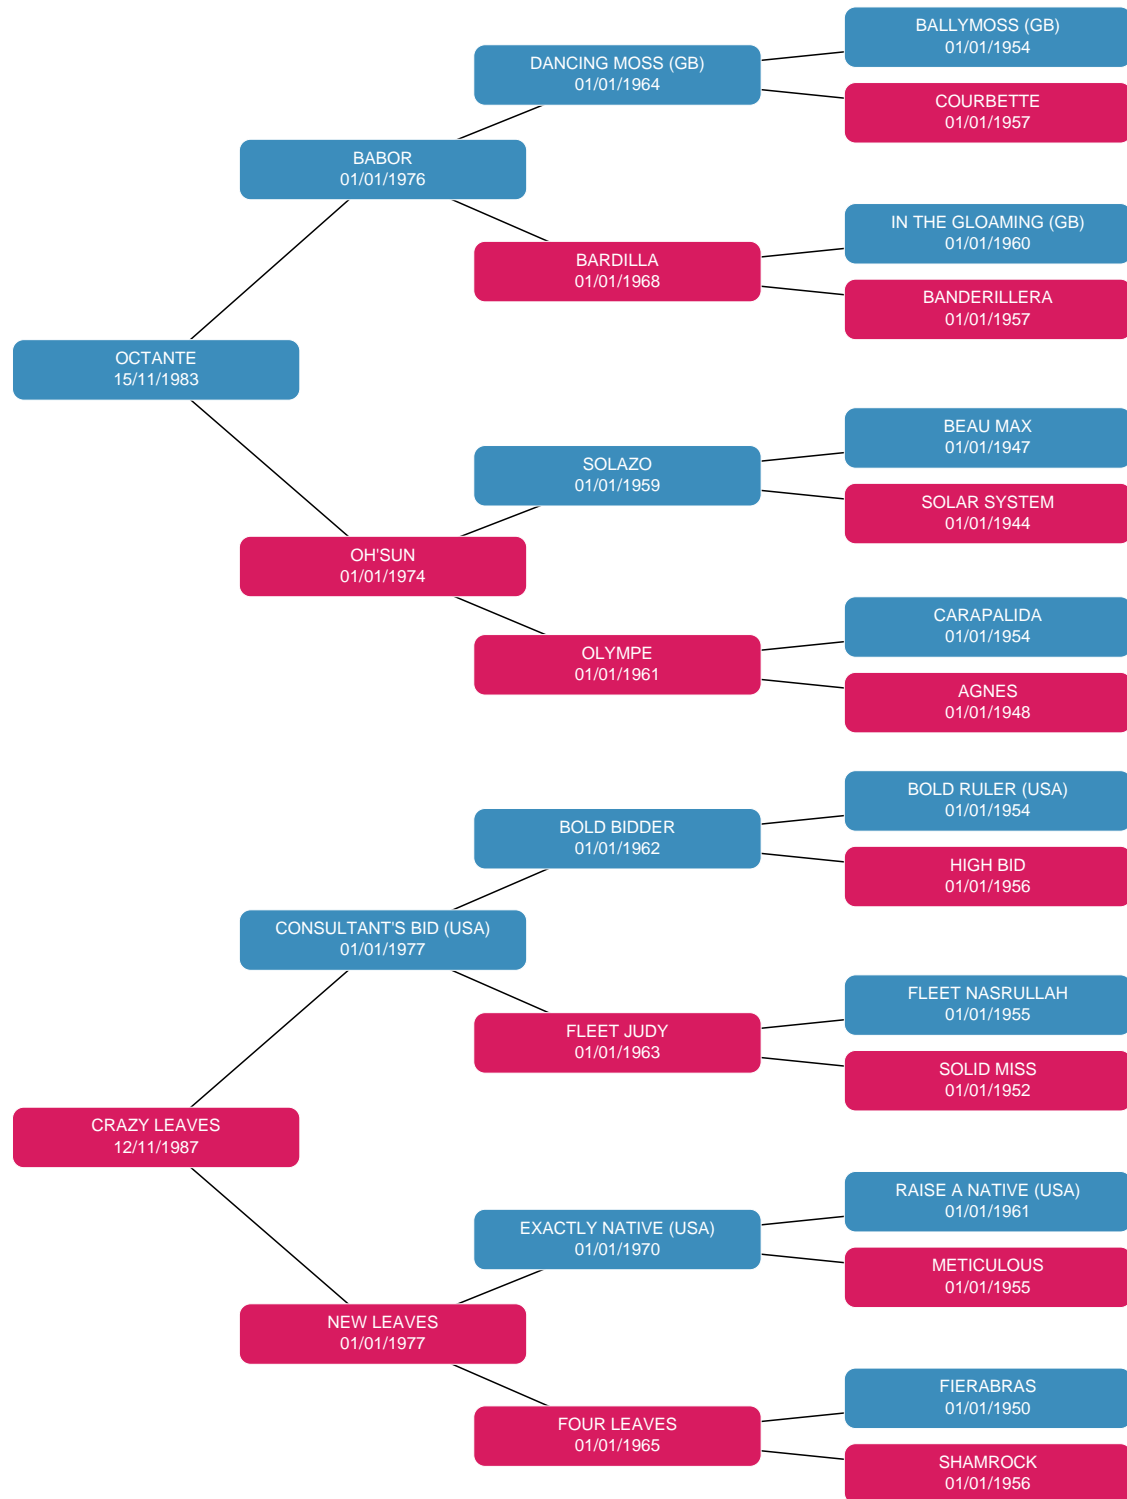 BALLYMOSS (GB)
01/01/1954
DANCING MOSS (GB)
01/01/1964
COURBETTE
01/01/1957
BABOR
01/01/1976
IN THE GLOAMING (GB)
01/01/1960
BARDILLA
01/01/1968
BANDERILLERA
01/01/1957
OCTANTE
15/11/1983
BEAU MAX
01/01/1947
SOLAZO
01/01/1959
SOLAR SYSTEM
01/01/1944
OH'SUN
01/01/1974
CARAPALIDA
01/01/1954
OLYMPE
01/01/1961
AGNES
01/01/1948
BOLD RULER (USA)
01/01/1954
BOLD BIDDER
01/01/1962
HIGH BID
01/01/1956
CONSULTANT'S BID (USA)
01/01/1977
FLEET NASRULLAH
01/01/1955
FLEET JUDY
01/01/1963
SOLID MISS
01/01/1952
CRAZY LEAVES
12/11/1987
RAISE A NATIVE (USA)
01/01/1961
EXACTLY NATIVE (USA)
01/01/1970
METICULOUS
01/01/1955
NEW LEAVES
01/01/1977
FIERABRAS
01/01/1950
FOUR LEAVES
01/01/1965
SHAMROCK
01/01/1956